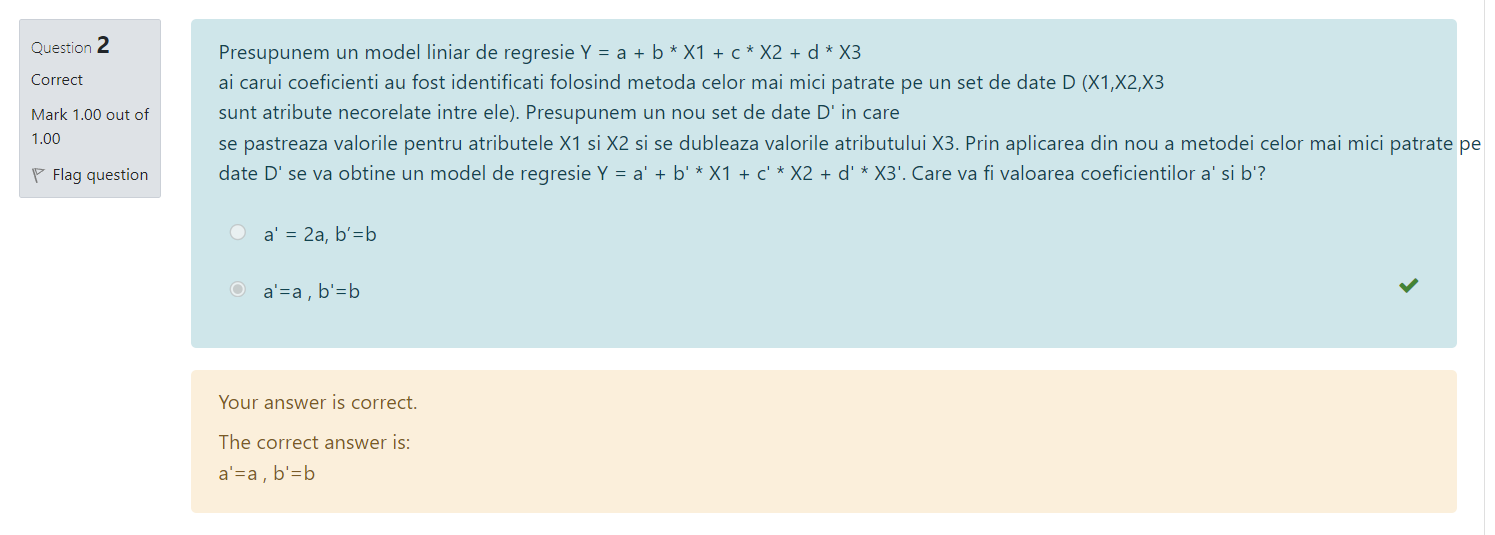 Question 2
Correct
Mark 1.00 out of
1.00
Flag question
Presupunem un model liniar de regresie Y = a + b * X1 + c * X2 + d * X3
ai carui coeficienti au fost identificati folosind metoda celor mai mici patrate pe un set de date D (X1,X2,X3
sunt atribute necorelate intre ele). Presupunem un nou set de date D' in care
se pastreaza valorile pentru atributele X1 si X2 si se dubleaza valorile atributului X3. Prin aplicarea din nou a metodei celor mai mici patrate pe
date D' se va obtine un model de regresie Y = a' + b' * X1 + c' * X2 + d' * X3'. Care va fi valoarea coeficientilor a' si b'?
a' = 2a, b’=b
a'=a , b'=b
Your answer is correct.
The correct answer is:
a'=a , b'=b